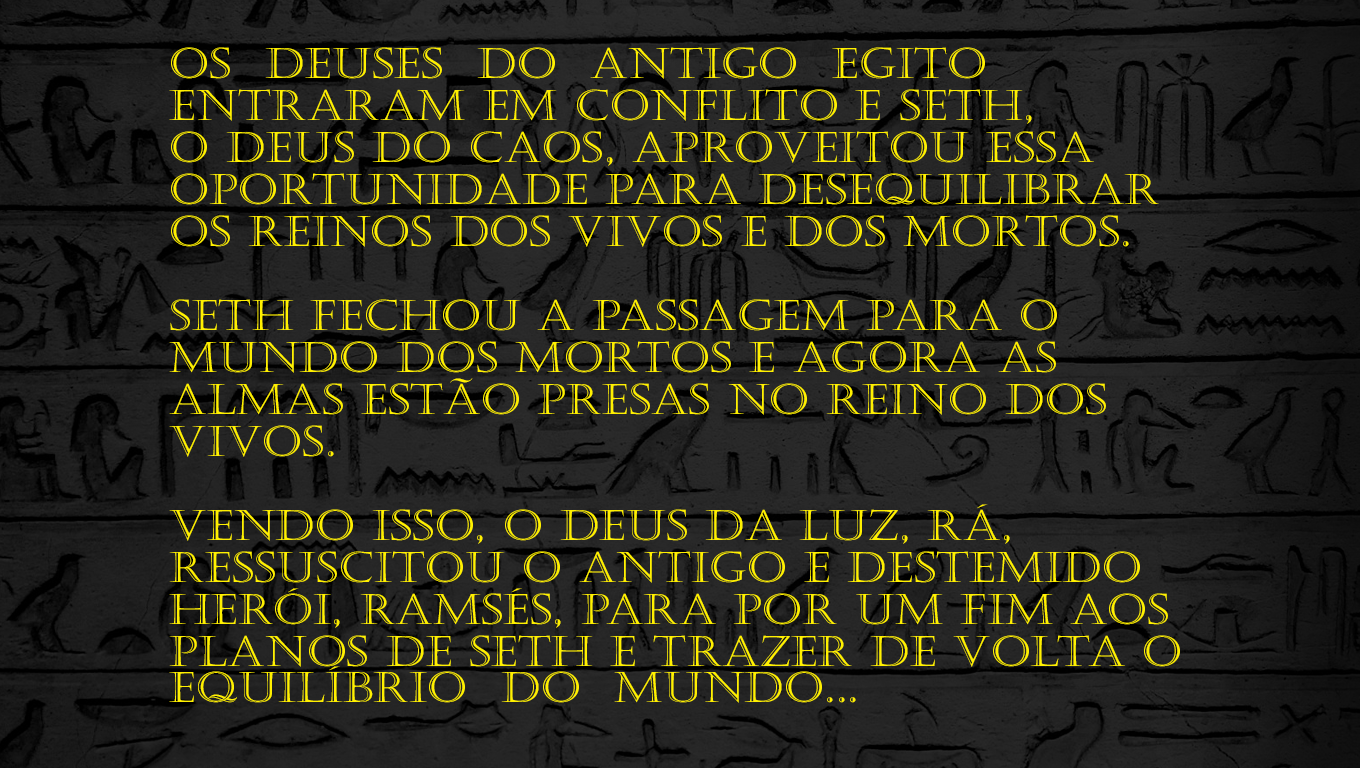 OS DEUSES DO ANTIGO EGITO
ENTRARAM EM CONFLITO E SETH,
O DEUS DO CAOS, APROVEITOU ESSA
OPORTUNIDADE PARA DESEQUILIBRAR
OS REINOS DOS VIVOS E DOS MORTOS.
SETH FECHOU A PASSAGEM PARA O
MUNDO DOS MORTOS E AGORA AS
ALMAS ESTÃO PRESAS NO REINO DOS
VIVOS.
VENDO ISSO, O DEUS DA LUZ, RÁ,
RESSUSCITOU O ANTIGO E DESTEMIDO
HERÓI, RAMSÉS, PARA POR UM FIM AOS
PLANOS DE SETH E TRAZER DE VOLTA O
EQUILÍBRIO DO MUNDO...